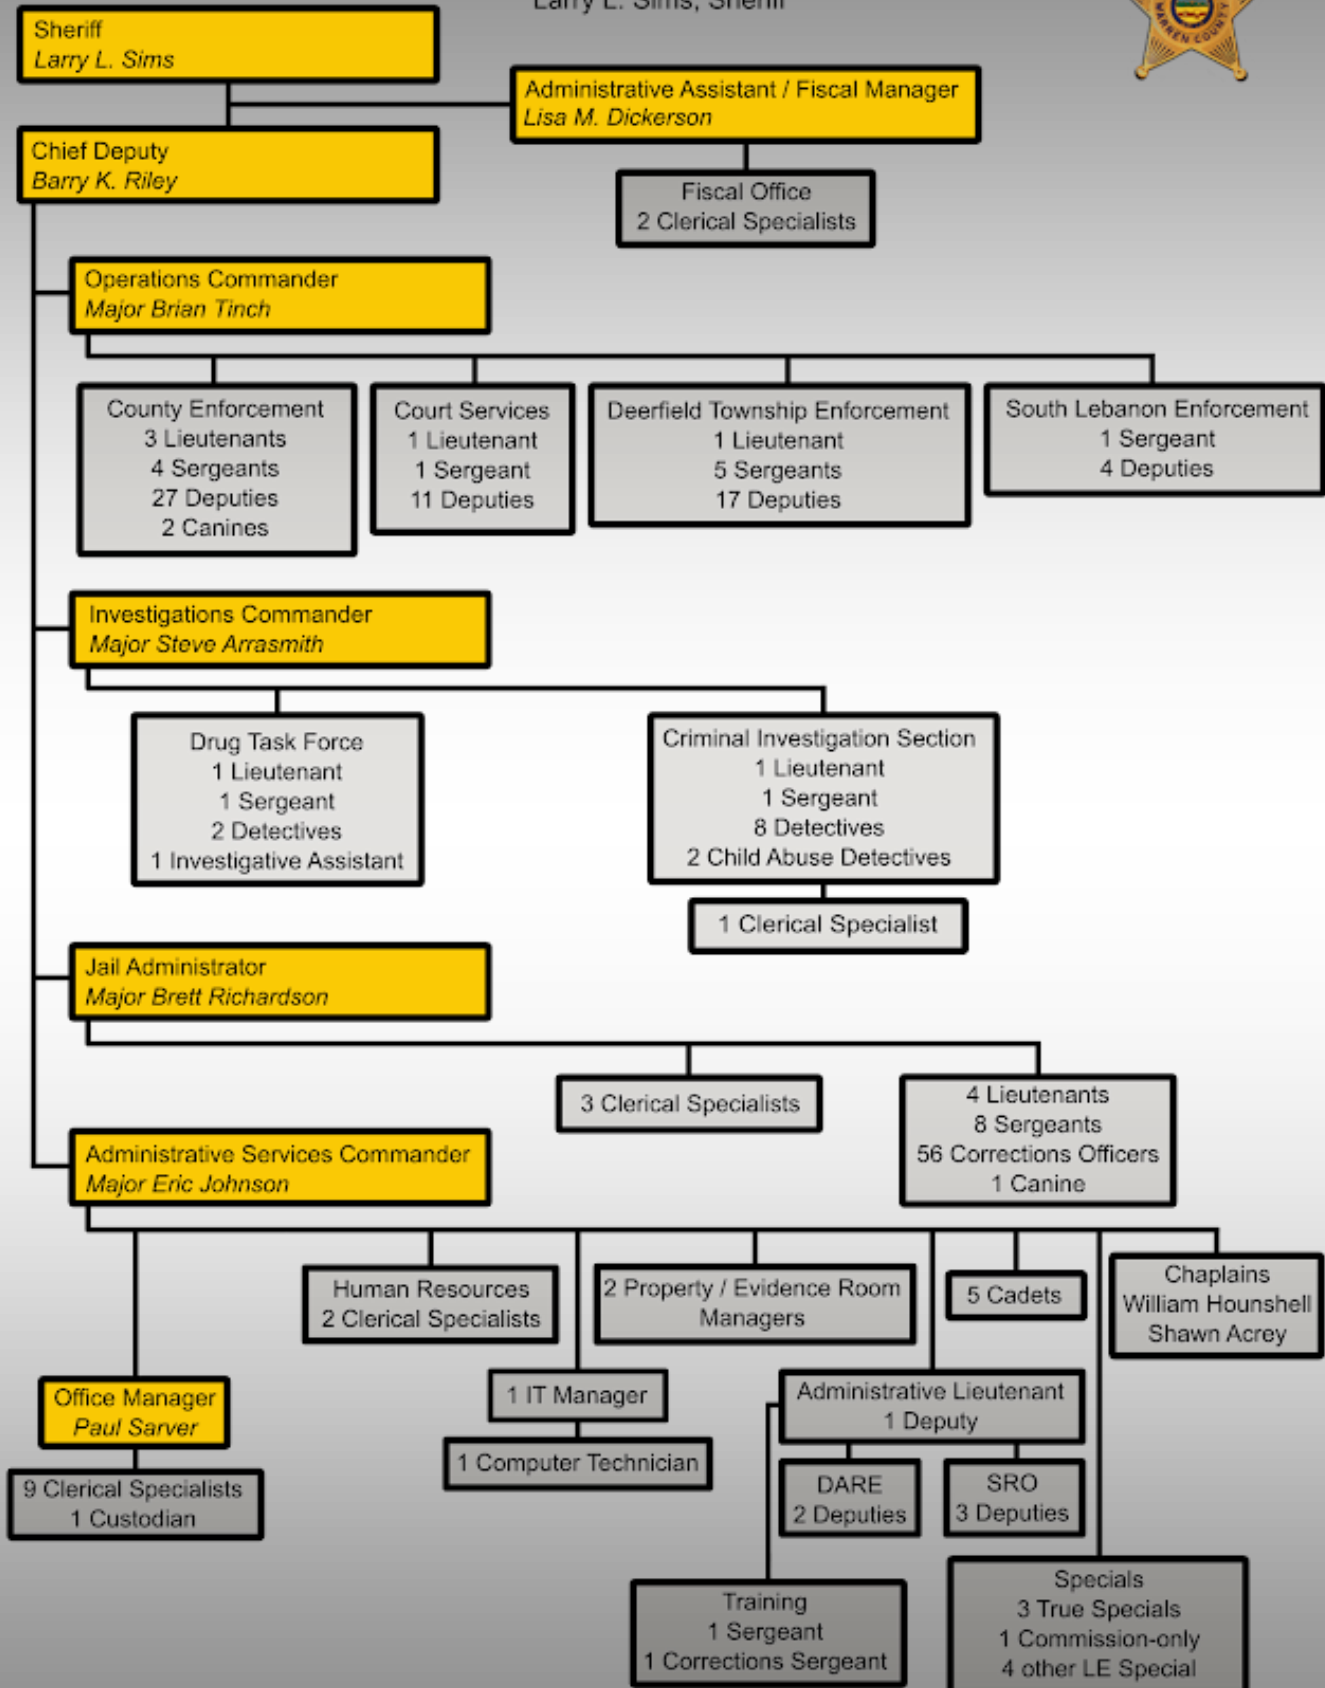 Larry L. Sims, Sheriff
WARREN COUNTY
Sheriff
Larry L. Sims
Administrative Assistant / Fiscal Manager
Lisa M. Dickerson
Chief Deputy
Barry K. Riley
Fiscal Office
2 Clerical Specialists
Operations Commander
Major Brian Tinch
County Enforcement
3 Lieutenants
4 Sergeants
27 Deputies
2 Canines
Court Services
1 Lieutenant
1 Sergeant
11 Deputies
Deerfield Township Enforcement
1 Lieutenant
5 Sergeants
17 Deputies
South Lebanon Enforcement
1 Sergeant
4 Deputies
Investigations Commander
Major Steve Arrasmith
Drug Task Force
1 Lieutenant
1 Sergeant
2 Detectives
1 Investigative Assistant
Criminal Investigation Section
1 Lieutenant
1 Sergeant
8 Detectives
2 Child Abuse Detectives
1 Clerical Specialist
Jail Administrator
Major Brett Richardson
3 Clerical Specialists
4 Lieutenants
8 Sergeants
56 Corrections Officers
1 Canine
Administrative Services Commander
Major Eric Johnson
Human Resources
2 Clerical Specialists
2 Property / Evidence Room
Managers
5 Cadets
Chaplains
William Hounshell
Shawn Acrey
Office Manager
Paul Sarver
9 Clerical Specialists
1 Custodian
1 IT Manager
1 Computer Technician
Administrative Lieutenant
1 Deputy
DARE
2 Deputies
SRO
3 Deputies
Training
1 Sergeant
1 Corrections Sergeant
Specials
3 True Specials
1 Commission-only
4 other LE Special